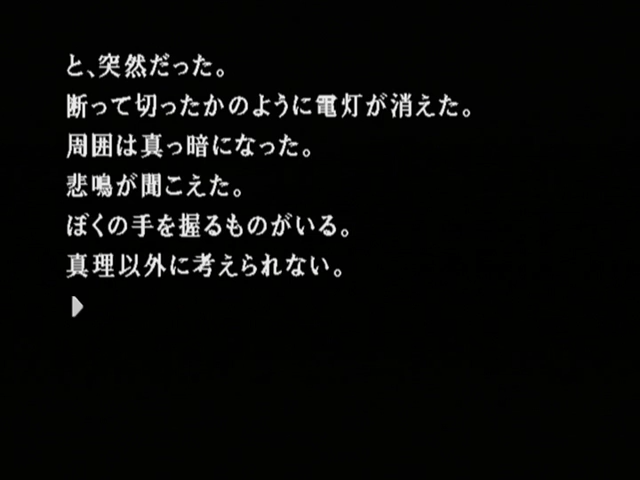 と、突然だった。
断って切ったかのように電灯が消えた。
周囲は真っ暗になった。
悲鳴が聞こえた。
ぼくの手を握るものがいる。
真理以外に考えられない。